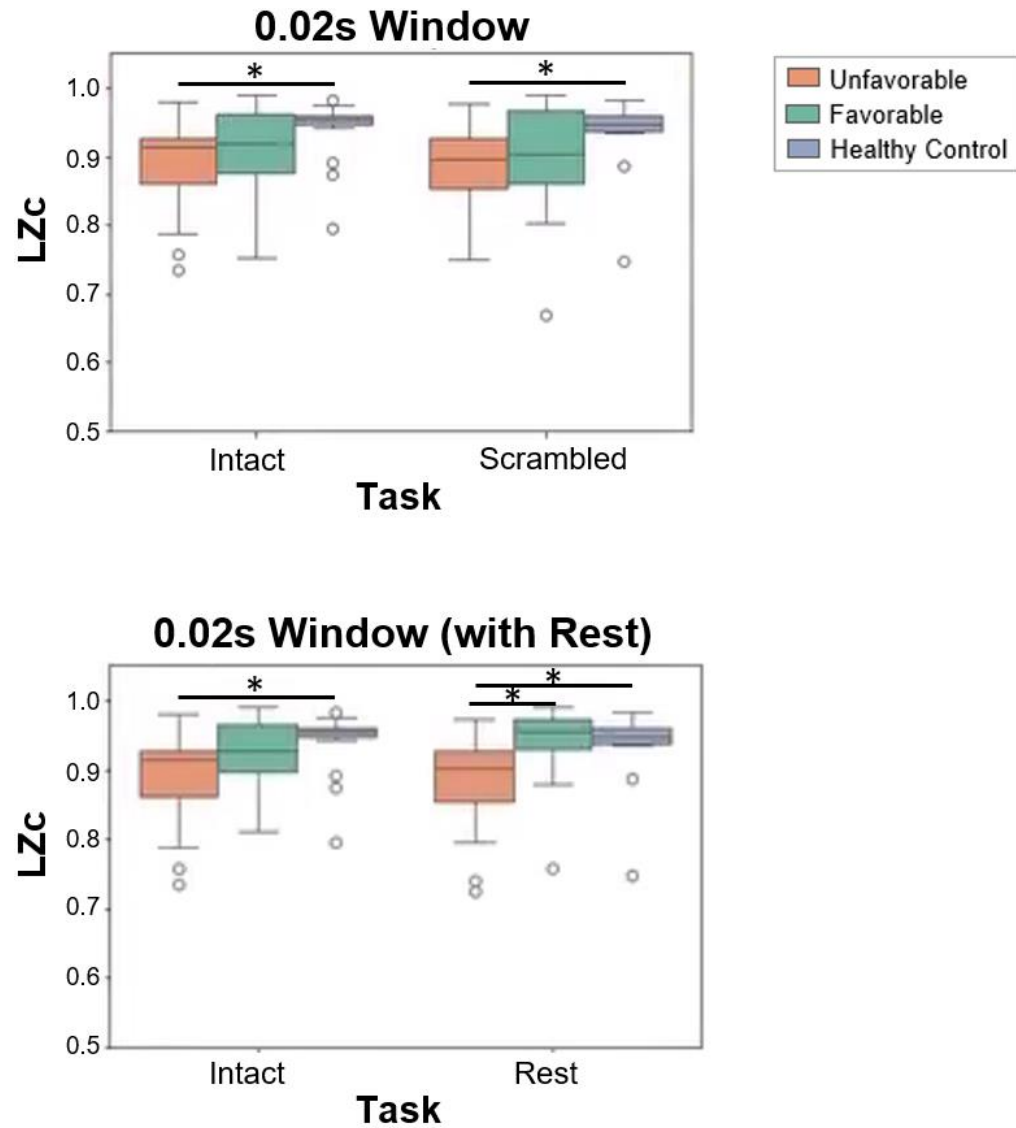 0.02s Window
*
*
1.0
0.9
0.8
0.7
0.6
0.5
LZc
Intact
Scrambled
Task
Unfavorable
Favorable
Healthy Control
0.02s Window (with Rest)
*
*
*
1.0
0.9
0.8
0.7
0.6
0.5
LZc
Intact
Rest
Task